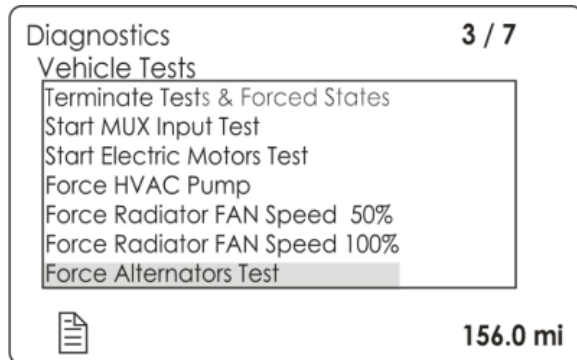 Diagnostics 3 / 7
Vehicle Tests
Terminate Tests & Forced States
Start MUX Input Test
Start Electric Motors Test
Force HVAC Pump
Force Radiator FAN Speed 50%
Force Radiator FAN Speed 100%
Force Alternators Test
156.0 mi